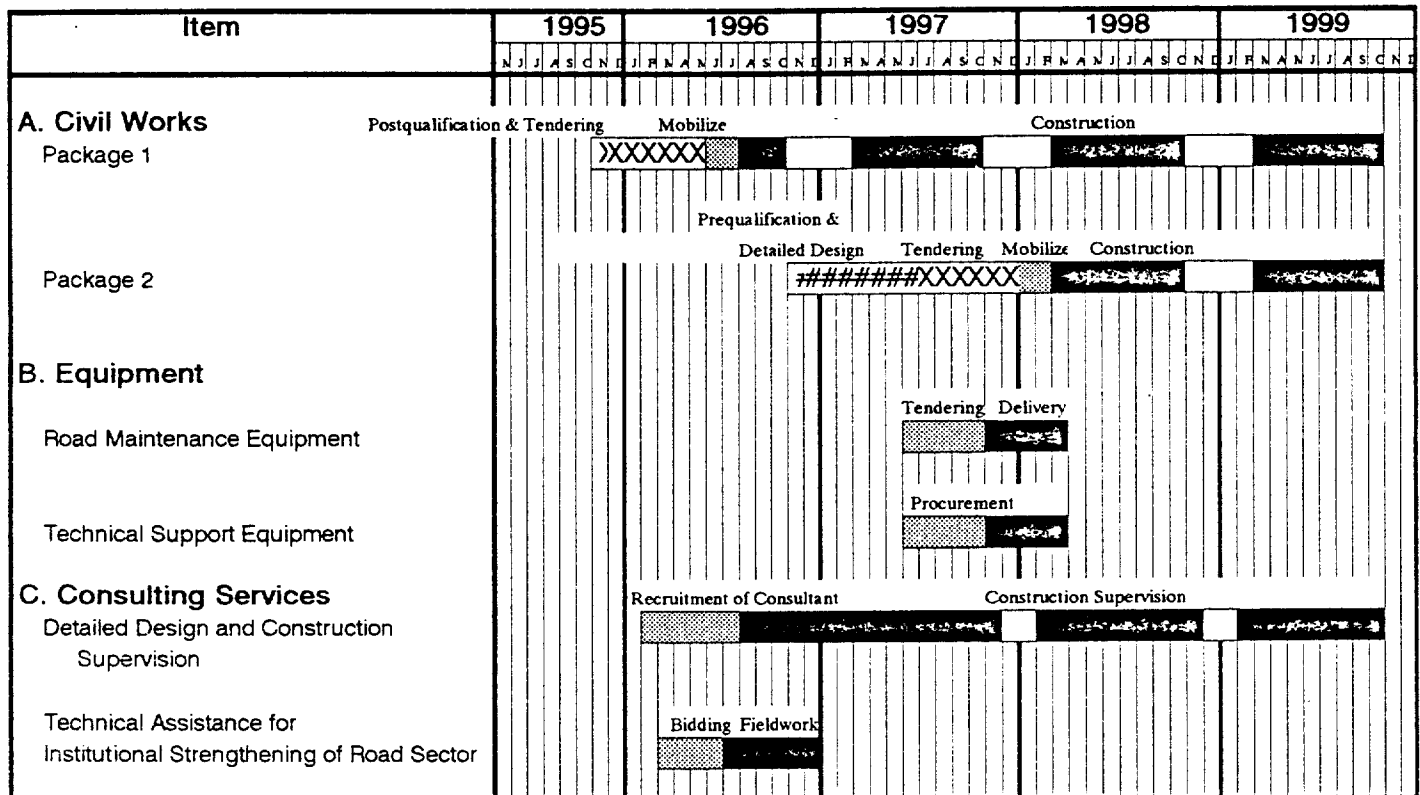 Item 1995 1996 1997 1998 1999
M J J A S O N D J F M A M J J A S O N D J F M A M J J A S O N D J F M A M J J A S O N D J F M A M J J A S O N D
A. Civil Works Postqualification & Tendering Mobilize Construction
Package 1 XXXXXXX
Prequalification &
Detailed Design Tendering Mobilize Construction
Package 2 ########XXXXXX
B. Equipment
Tendering Delivery
Road Maintenance Equipment
Procurement
Technical Support Equipment
C. Consulting Services Recruitment of Consultant Construction Supervision
Detailed Design and Construction
Supervision
Technical Assistance for Bidding Fieldwork
Institutional Strengthening of Road Sector